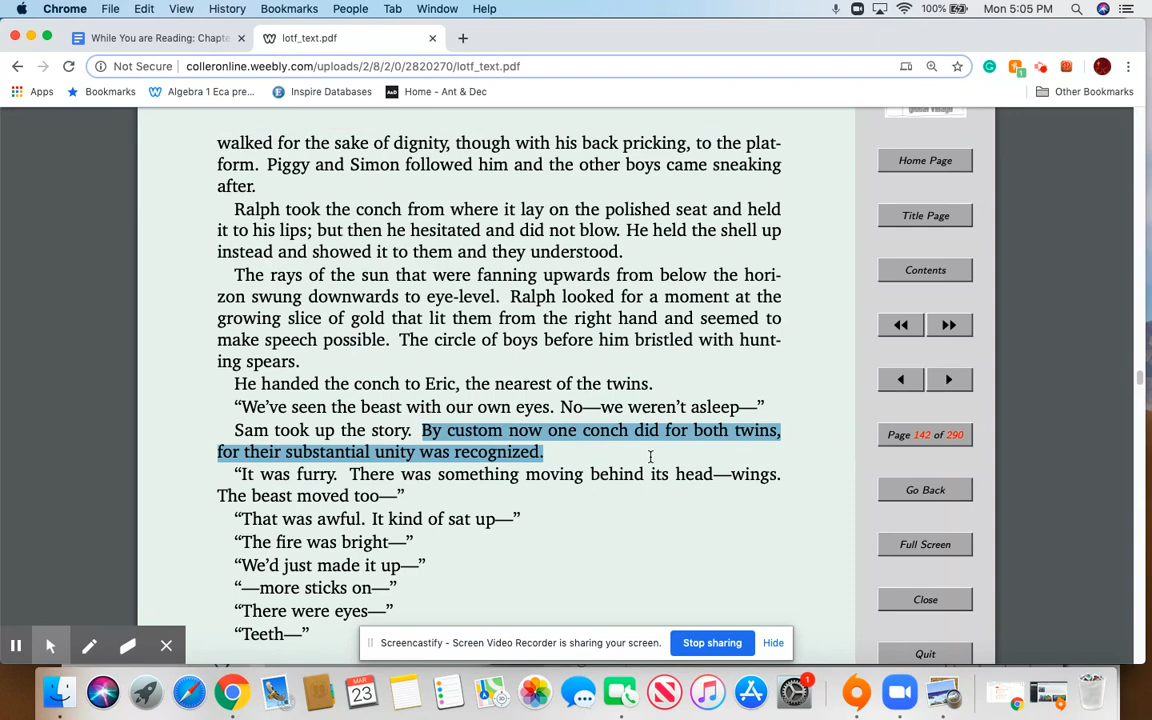 Chrome File Edit View History Bookmarks People Tab Window Help 100% Mon 5:05 PM
While You are Reading: Chapte × lotf_text.pdf ×
Not Secure colleronline.weebly.com/uploads/2/8/2/0/2820270/lotf_text.pdf
Apps Bookmarks Algebra 1 Eca pre... Inspire Databases Home - Ant & Dec Other Bookmarks
walked for the sake of dignity, though with his back pricking, to the plat-
form. Piggy and Simon followed him and the other boys came sneaking
after.
Ralph took the conch from where it lay on the polished seat and held
it to his lips; but then he hesitated and did not blow. He held the shell up
instead and showed it to them and they understood.
The rays of the sun that were fanning upwards from below the hori-
zon swung downwards to eye-level. Ralph looked for a moment at the
growing slice of gold that lit them from the right hand and seemed to
make speech possible. The circle of boys before him bristled with hunt-
ing spears.
He handed the conch to Eric, the nearest of the twins.
“We’ve seen the beast with our own eyes. No—we weren’t asleep—”
Sam took up the story. By custom now one conch did for both twins,
for their substantial unity was recognized.
“It was furry. There was something moving behind its head—wings.
The beast moved too—”
“That was awful. It kind of sat up—”
“The fire was bright—”
“We’d just made it up—”
“—more sticks on—”
“There were eyes—”
“Teeth—”
Home Page
Title Page
Contents
Page 142 of 290
Go Back
Full Screen
Close
Quit
Screencastify - Screen Video Recorder is sharing your screen. Stop sharing Hide
MAR
23
1